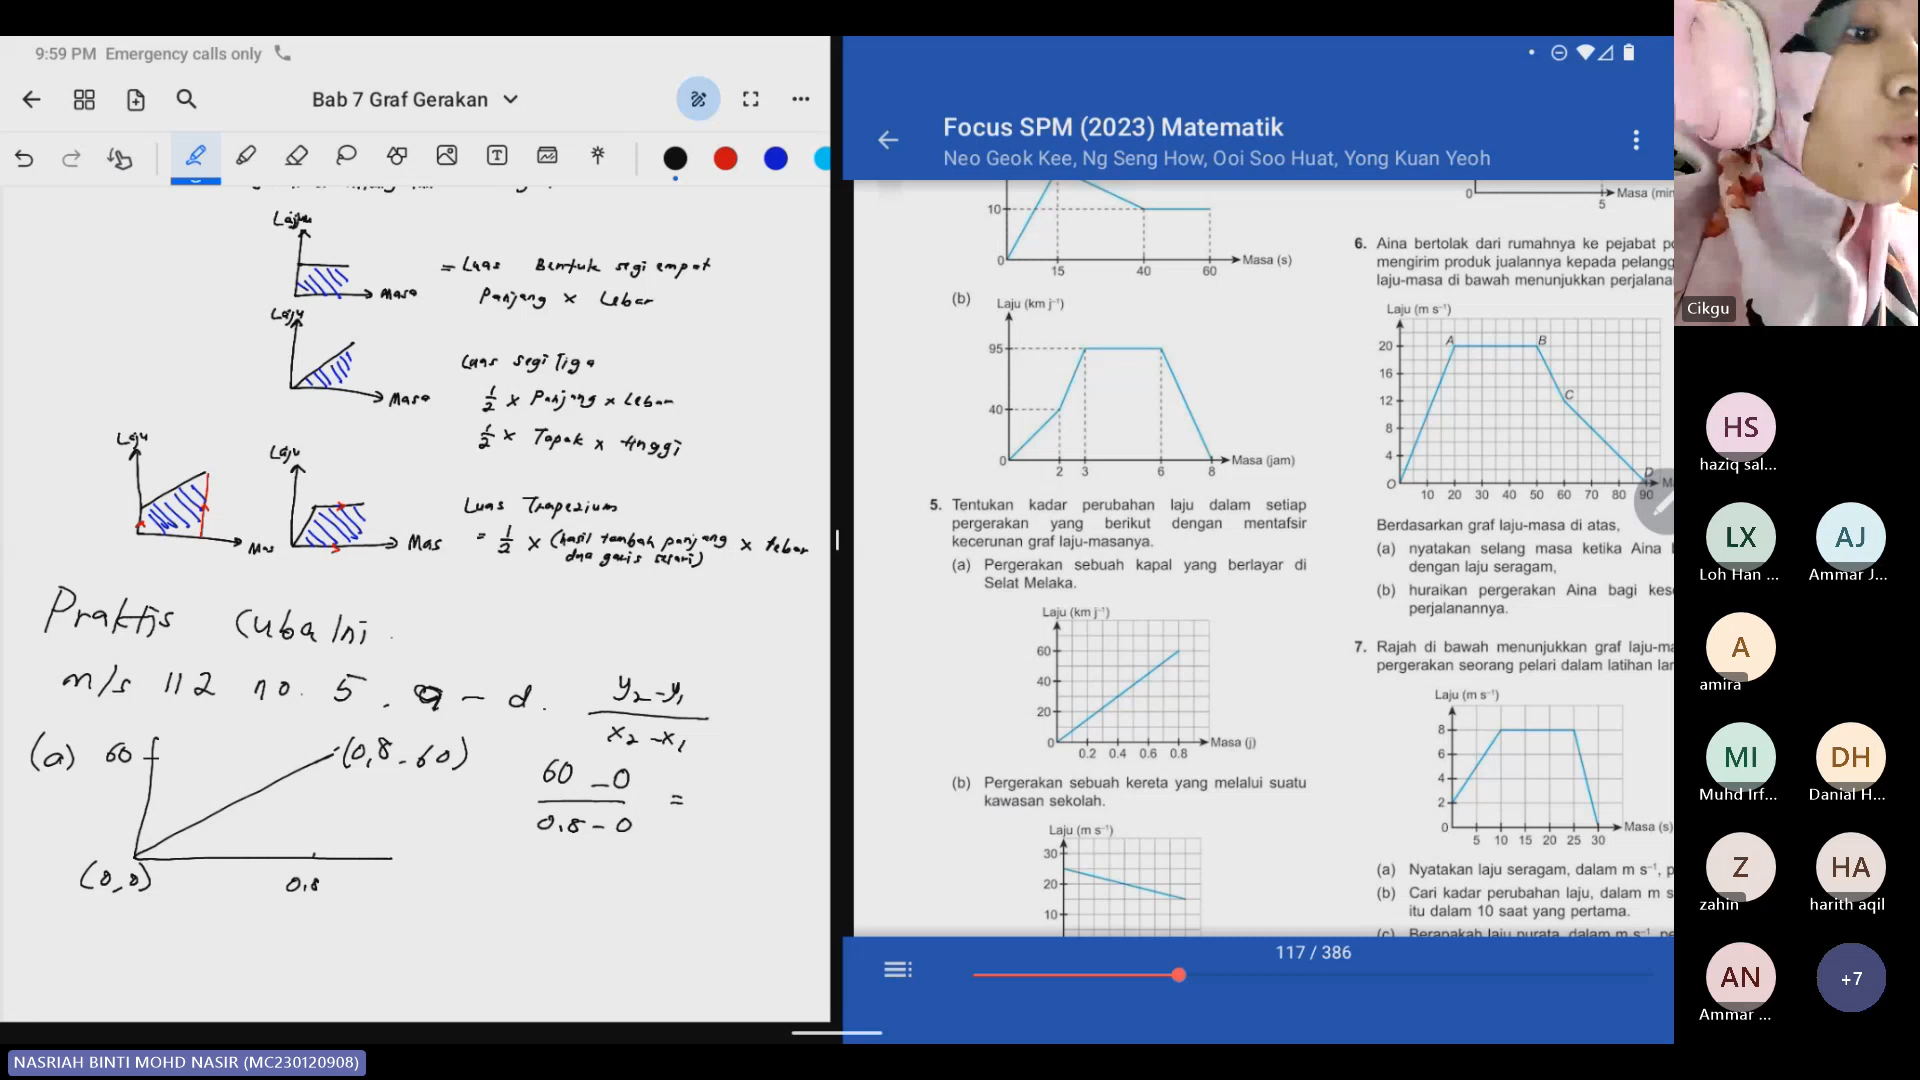 9:59 PM Emergency calls only
Bab 7 Graf Gerakan
Laju
Masa
= Luas Bentuk segi empat
Panjang × Lebar
Laju
Masa
Luas segi Tiga
1/2 × Panjang × Lebar
1/2 × Tapak × tinggi
Laju
Mas
Laju
Mas
Luas Trapezium
= 1/2 × (hasil tambah panjang dua garis selari) × Lebar
Praktis Cuba Ini
m/s 112 no. 5. a - d.
y₂-y₁
x₂-x₁
(a) 60
(0,8-60)
60-0
0.8-0
=
(0,0)
0.8
Focus SPM (2023) Matematik
Neo Geok Kee, Ng Seng How, Ooi Soo Huat, Yong Kuan Yeoh
10
0
15 40 60
Masa (s)
(b) Laju (km j⁻¹)
95
40
0
2 3 6 8
Masa (jam)
5. Tentukan kadar perubahan laju dalam setiap
pergerakan yang berikut dengan mentafsir
kecerunan graf laju-masanya.
(a) Pergerakan sebuah kapal yang berlayar di
Selat Melaka.
Laju (km j⁻¹)
60
40
20
0
0.2 0.4 0.6 0.8
Masa (j)
(b) Pergerakan sebuah kereta yang melalui suatu
kawasan sekolah.
Laju (m s⁻¹)
30
20
10
0
5
Masa (min
6. Aina bertolak dari rumahnya ke pejabat p
mengirim produk jualannya kepada pelangg
laju-masa di bawah menunjukkan perjalana
Laju (m s⁻¹)
20
16
12
8
4
O
A B
C
D
10 20 30 40 50 60 70 80 90
M
Berdasarkan graf laju-masa di atas,
(a) nyatakan selang masa ketika Aina
dengan laju seragam,
(b) huraikan pergerakan Aina bagi kes
perjalanannya.
7. Rajah di bawah menunjukkan graf laju-ma
pergerakan seorang pelari dalam latihan lar
Laju (m s⁻¹)
8
6
4
2
0
5 10 15 20 25 30
Masa (s)
(a) Nyatakan laju seragam, dalam m s⁻¹, p
(b) Cari kadar perubahan laju, dalam m s
itu dalam 10 saat yang pertama.
(c) Berapakah laju purata, dalam m s⁻¹, pe
117 / 386
Cikgu
HS
haziq sal...
LX
Loh Han ...
AJ
Ammar J...
A
amira
MI
Muhd Irf...
DH
Danial H...
Z
zahin
HA
harith aqil
AN
Ammar ...
+7
NASRIAH BINTI MOHD NASIR (MC230120908)